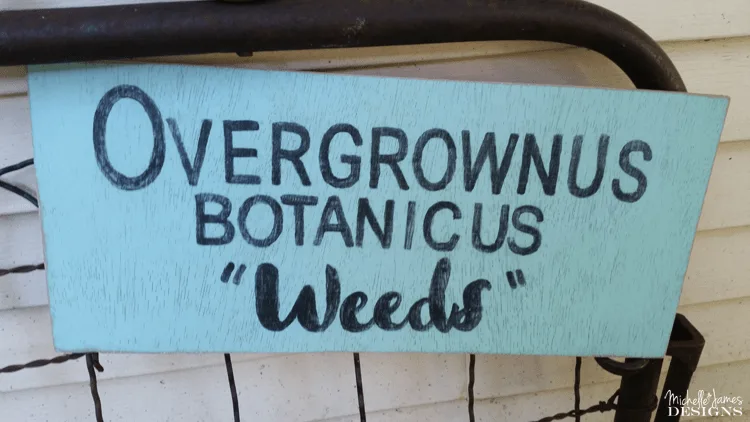 OVERGROWNUS
BOTANICUS
"Weeds"
Michelle James
DESIGNS